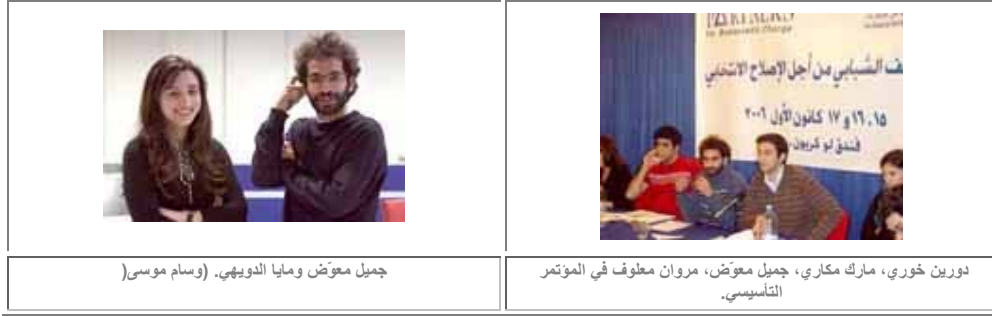 PARTNERS
for Democratic Change
ف الشبابي من أجل الإصلاح الانتخابي
١٥، ١٦ و ١٧ كانون الأول ٢٠٠٦
فندق لو كريون
دورين خوري، مارك مكاري، جميل معوّض، مروان معلوف في المؤتمر
التأسيسي.
جميل معوّض ومايا الدويهي. (وسام موسى(